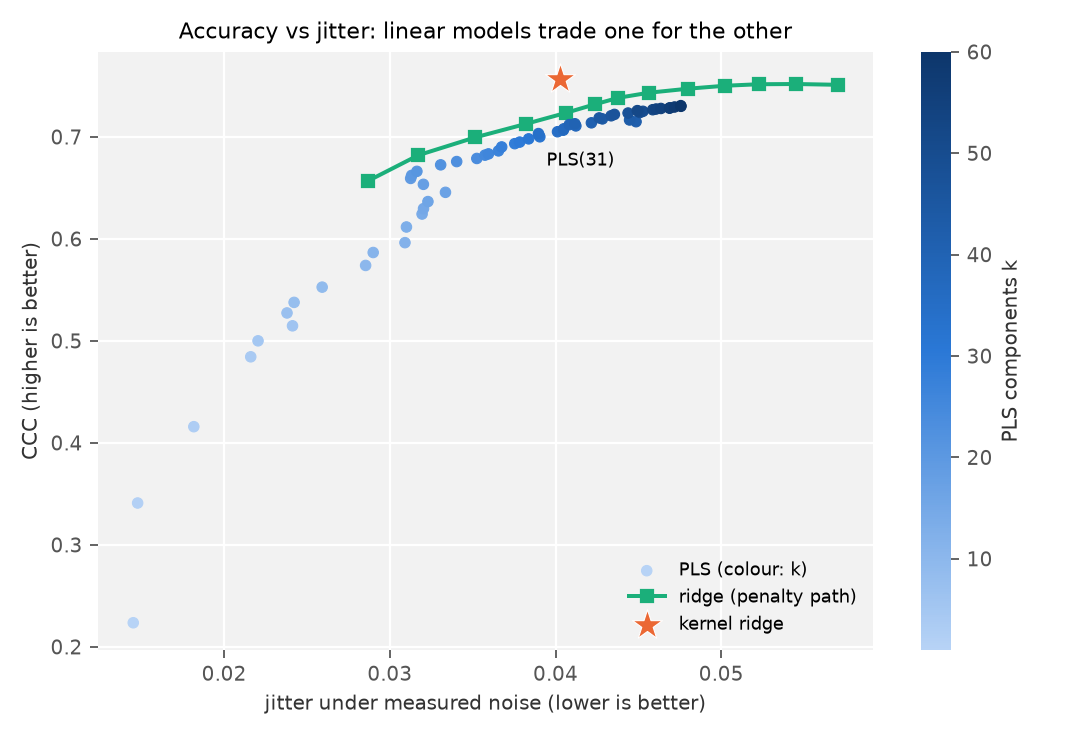 Accuracy vs jitter: linear models trade one for the other
CCC (higher is better)
0.7
0.6
0.5
0.4
0.3
0.2
PLS(31)
PLS (colour: k)
ridge (penalty path)
kernel ridge
0.02
0.03
0.04
0.05
jitter under measured noise (lower is better)
60
50
40
30
20
10
PLS components k